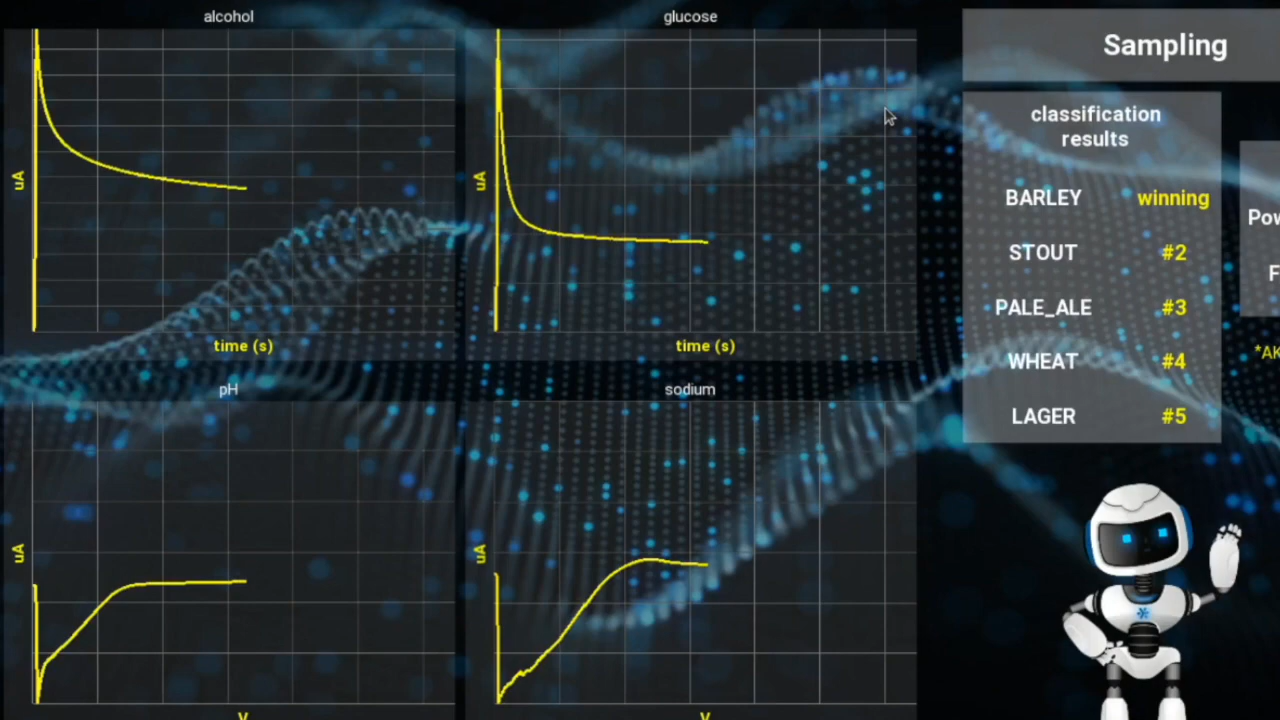 alcohol
glucose
uA
uA
time (s)
time (s)
pH
sodium
uA
uA
V
V
Sampling
classification
results
BARLEY winning
STOUT #2
PALE_ALE #3
WHEAT #4
LAGER #5